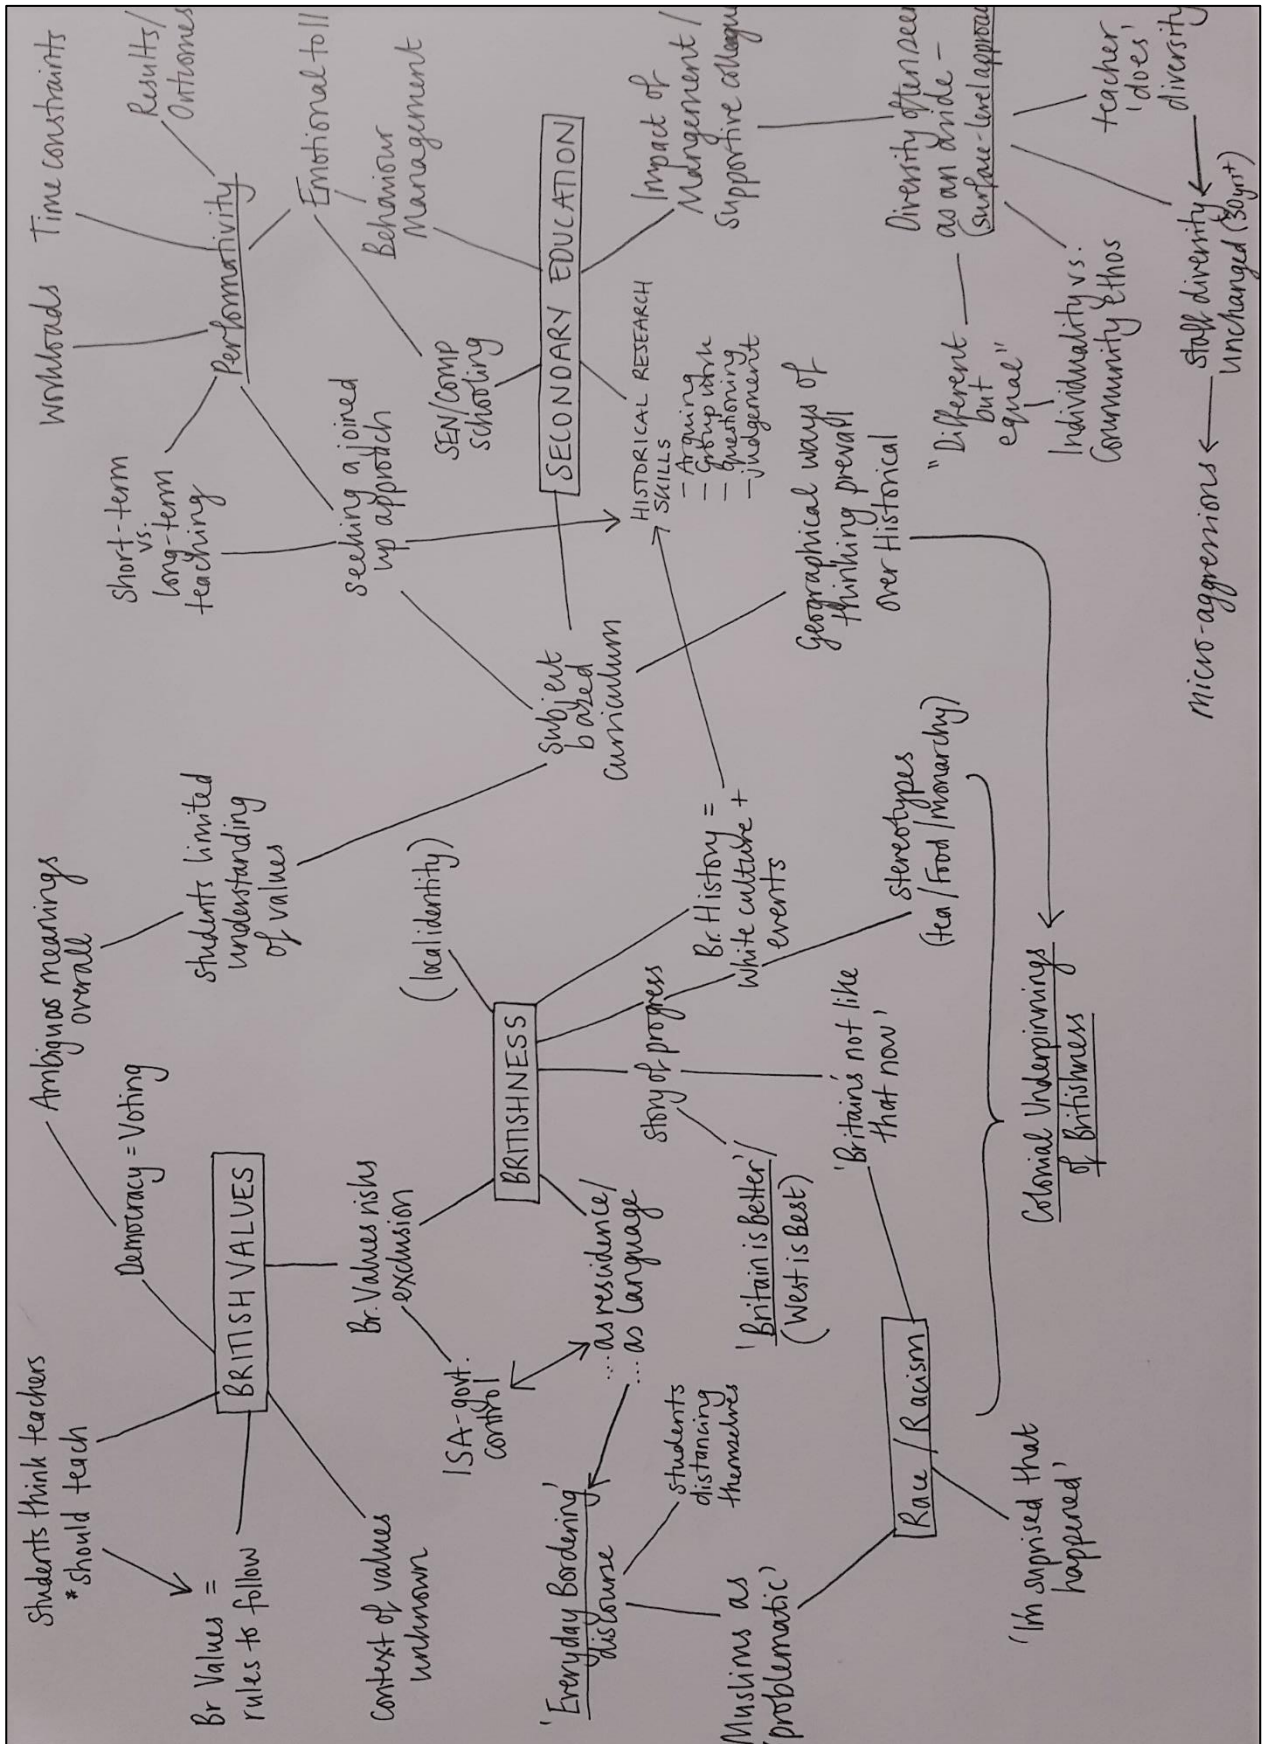 Students think teachers
*should teach
Br Values =
rules to follow
Context of values
unknown
BRITISH VALUES
Democracy = Voting
Ambiguos meanings
overall
Students limited
understanding
of values
Br. Values risks
exclusion
ISA-govt.
control
(local identity)
BRITISHNESS
... as residence/
... as language
'Everyday Bordering'
discourse
students
distancing
themselves
Muslims as
'problematic'
Story of progress
'Britain is Better'/
(West is Best)
'Britain's not like
that now'
Br. History =
White culture +
events
Stereotypes
(tea/Food/monarchy)
Race / Racism
'I'm suprised that
happened'
Colonial Underpinnings
of Britishness
Short-term
vs.
long-term
teaching
Workloads
Time constraints
Results/
Outcomes
Performativity
Emotional toll
Behaviour
Management
Seeking a joined
up approach
SEN/COMP
Schooling
Subject
based
curriculum
SECONDARY EDUCATION
HISTORICAL RESEARCH
SKILLS
- Arguing
- Group work
- questioning
- judgement
Geographical ways of
thinking prevail
over Historical
Impact of
Mangement /
Supportive
Diversity often
as an aside -
surface-level
"Different
but
equal"
Individuality vs.
Community Ethos
teacher
'does'
diversity
Staff diversity
unchanged (30yrs+)
micro-aggressions